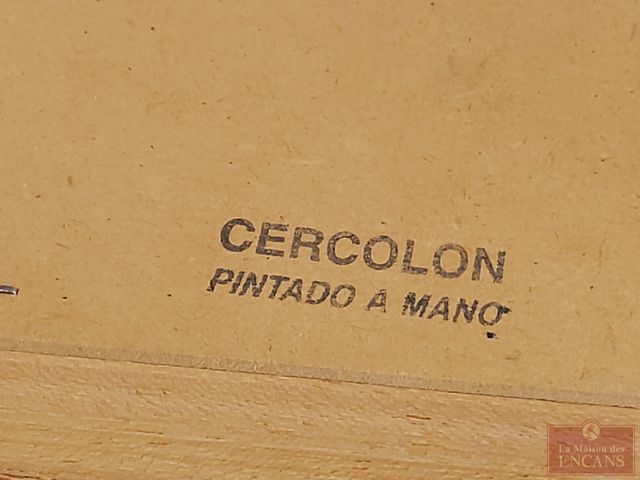 CERCOLON
PINTADO A MANO
La Maison des
ENCANS